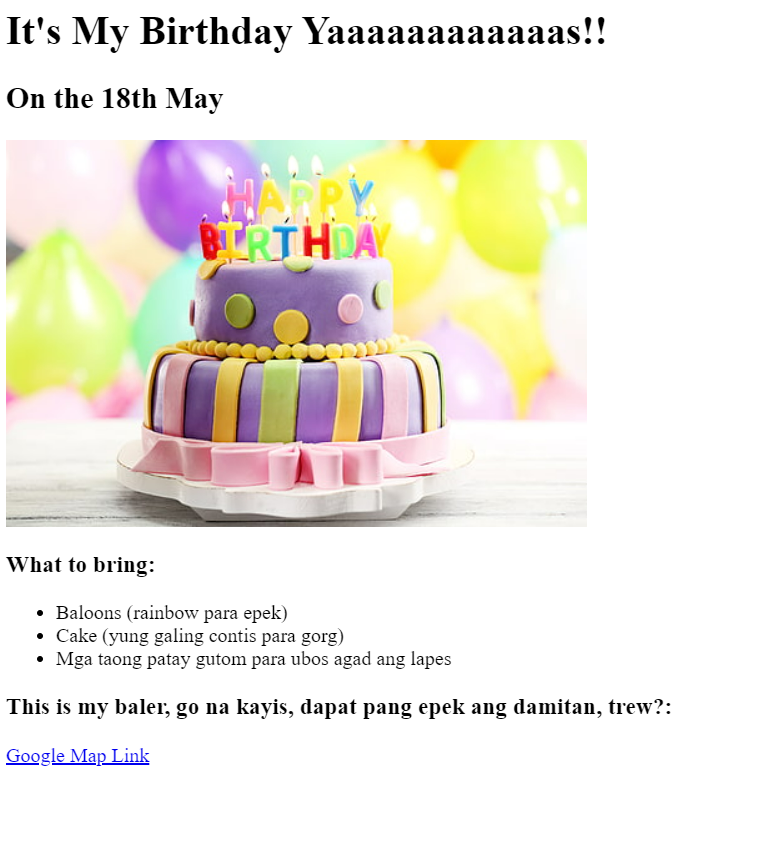 It's My Birthday Yaaaaaaaaaaaas!!
On the 18th May
HAPPY
BIRTHDAY
What to bring:
Baloons (rainbow para epek)
Cake (yung galing contis para gorg)
Mga taong patay gutom para ubos agad ang lapes
This is my baler, go na kayis, dapat pang epek ang damitan, trew?:
Google Map Link